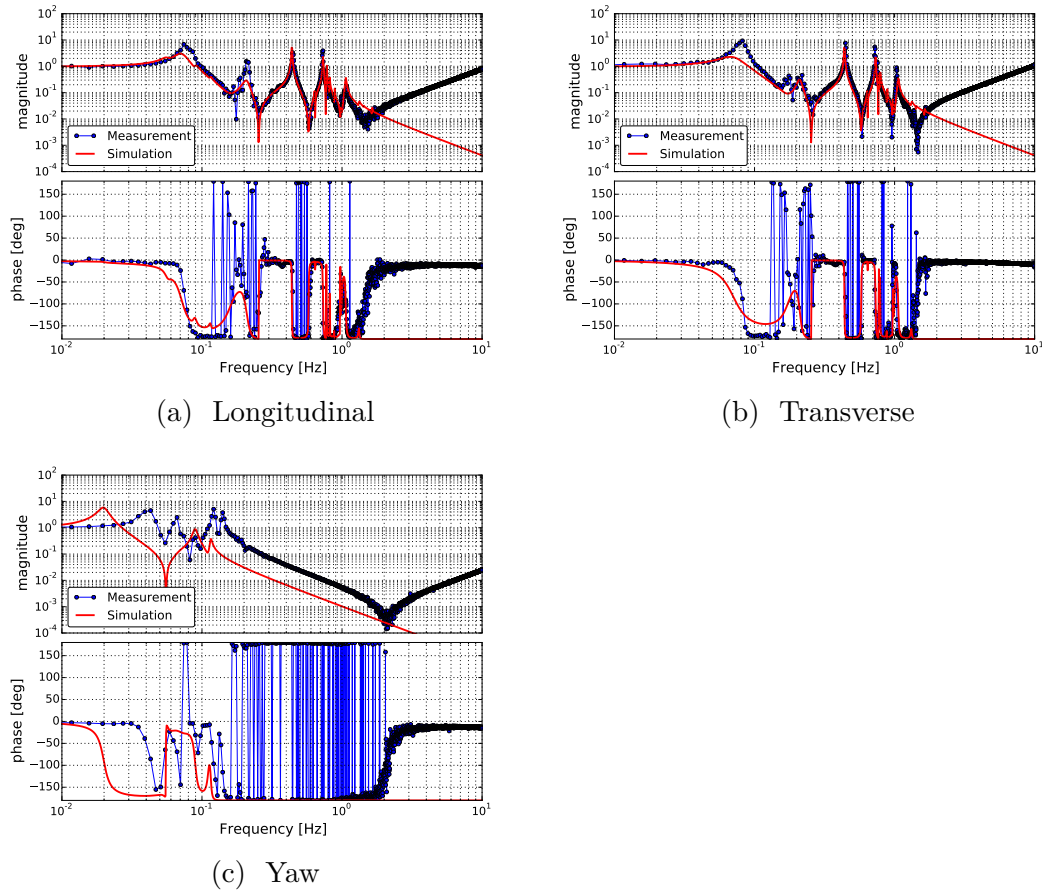 10² 10²
10¹ 10¹
10⁰ 10⁰
10⁻¹ 10⁻¹
10⁻² 10⁻²
10⁻³ 10⁻³
10⁻⁴ 10⁻⁴
magnitude magnitude
Measurement Measurement
Simulation Simulation
150 150
100 100
50 50
0 0
−50 −50
−100 −100
−150 −150
phase [deg] phase [deg]
10⁻² 10⁻¹ 10⁰ 10¹ 10⁻² 10⁻¹ 10⁰ 10¹
Frequency [Hz] Frequency [Hz]
(a) Longitudinal (b) Transverse
10²
10¹
10⁰
10⁻¹
10⁻²
10⁻³
10⁻⁴
magnitude
Measurement
Simulation
150
100
50
0
−50
−100
−150
phase [deg]
10⁻² 10⁻¹ 10⁰ 10¹
Frequency [Hz]
(c) Yaw